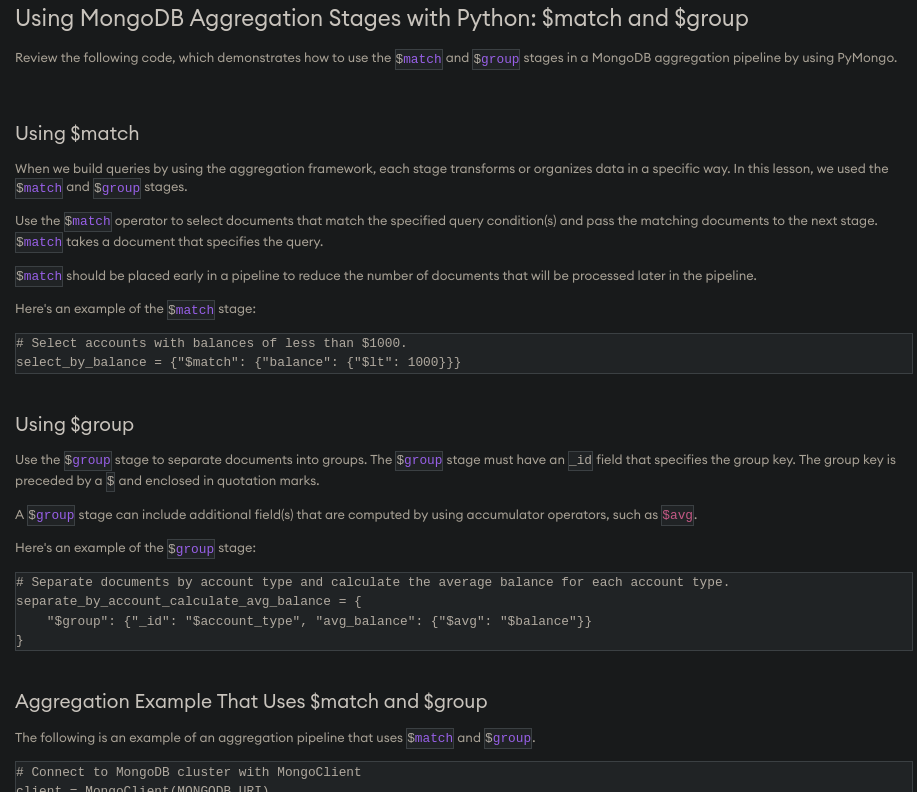 Using MongoDB Aggregation Stages with Python: $match and $group
Review the following code, which demonstrates how to use the $match and $group stages in a MongoDB aggregation pipeline by using PyMongo.
Using $match
When we build queries by using the aggregation framework, each stage transforms or organizes data in a specific way. In this lesson, we used the
$match and $group stages.
Use the $match operator to select documents that match the specified query condition(s) and pass the matching documents to the next stage.
$match takes a document that specifies the query.
$match should be placed early in a pipeline to reduce the number of documents that will be processed later in the pipeline.
Here's an example of the $match stage:
# Select accounts with balances of less than $1000.
select_by_balance = {"$match": {"balance": {"$lt": 1000}}}
Using $group
Use the $group stage to separate documents into groups. The $group stage must have an _id field that specifies the group key. The group key is
preceded by a $ and enclosed in quotation marks.
A $group stage can include additional field(s) that are computed by using accumulator operators, such as $avg.
Here's an example of the $group stage:
# Separate documents by account type and calculate the average balance for each account type.
separate_by_account_calculate_avg_balance = {
    "$group": {"_id": "$account_type", "avg_balance": {"$avg": "$balance"}}
}
Aggregation Example That Uses $match and $group
The following is an example of an aggregation pipeline that uses $match and $group.
# Connect to MongoDB cluster with MongoClient
client = MongoClient(MONGODB_URI)